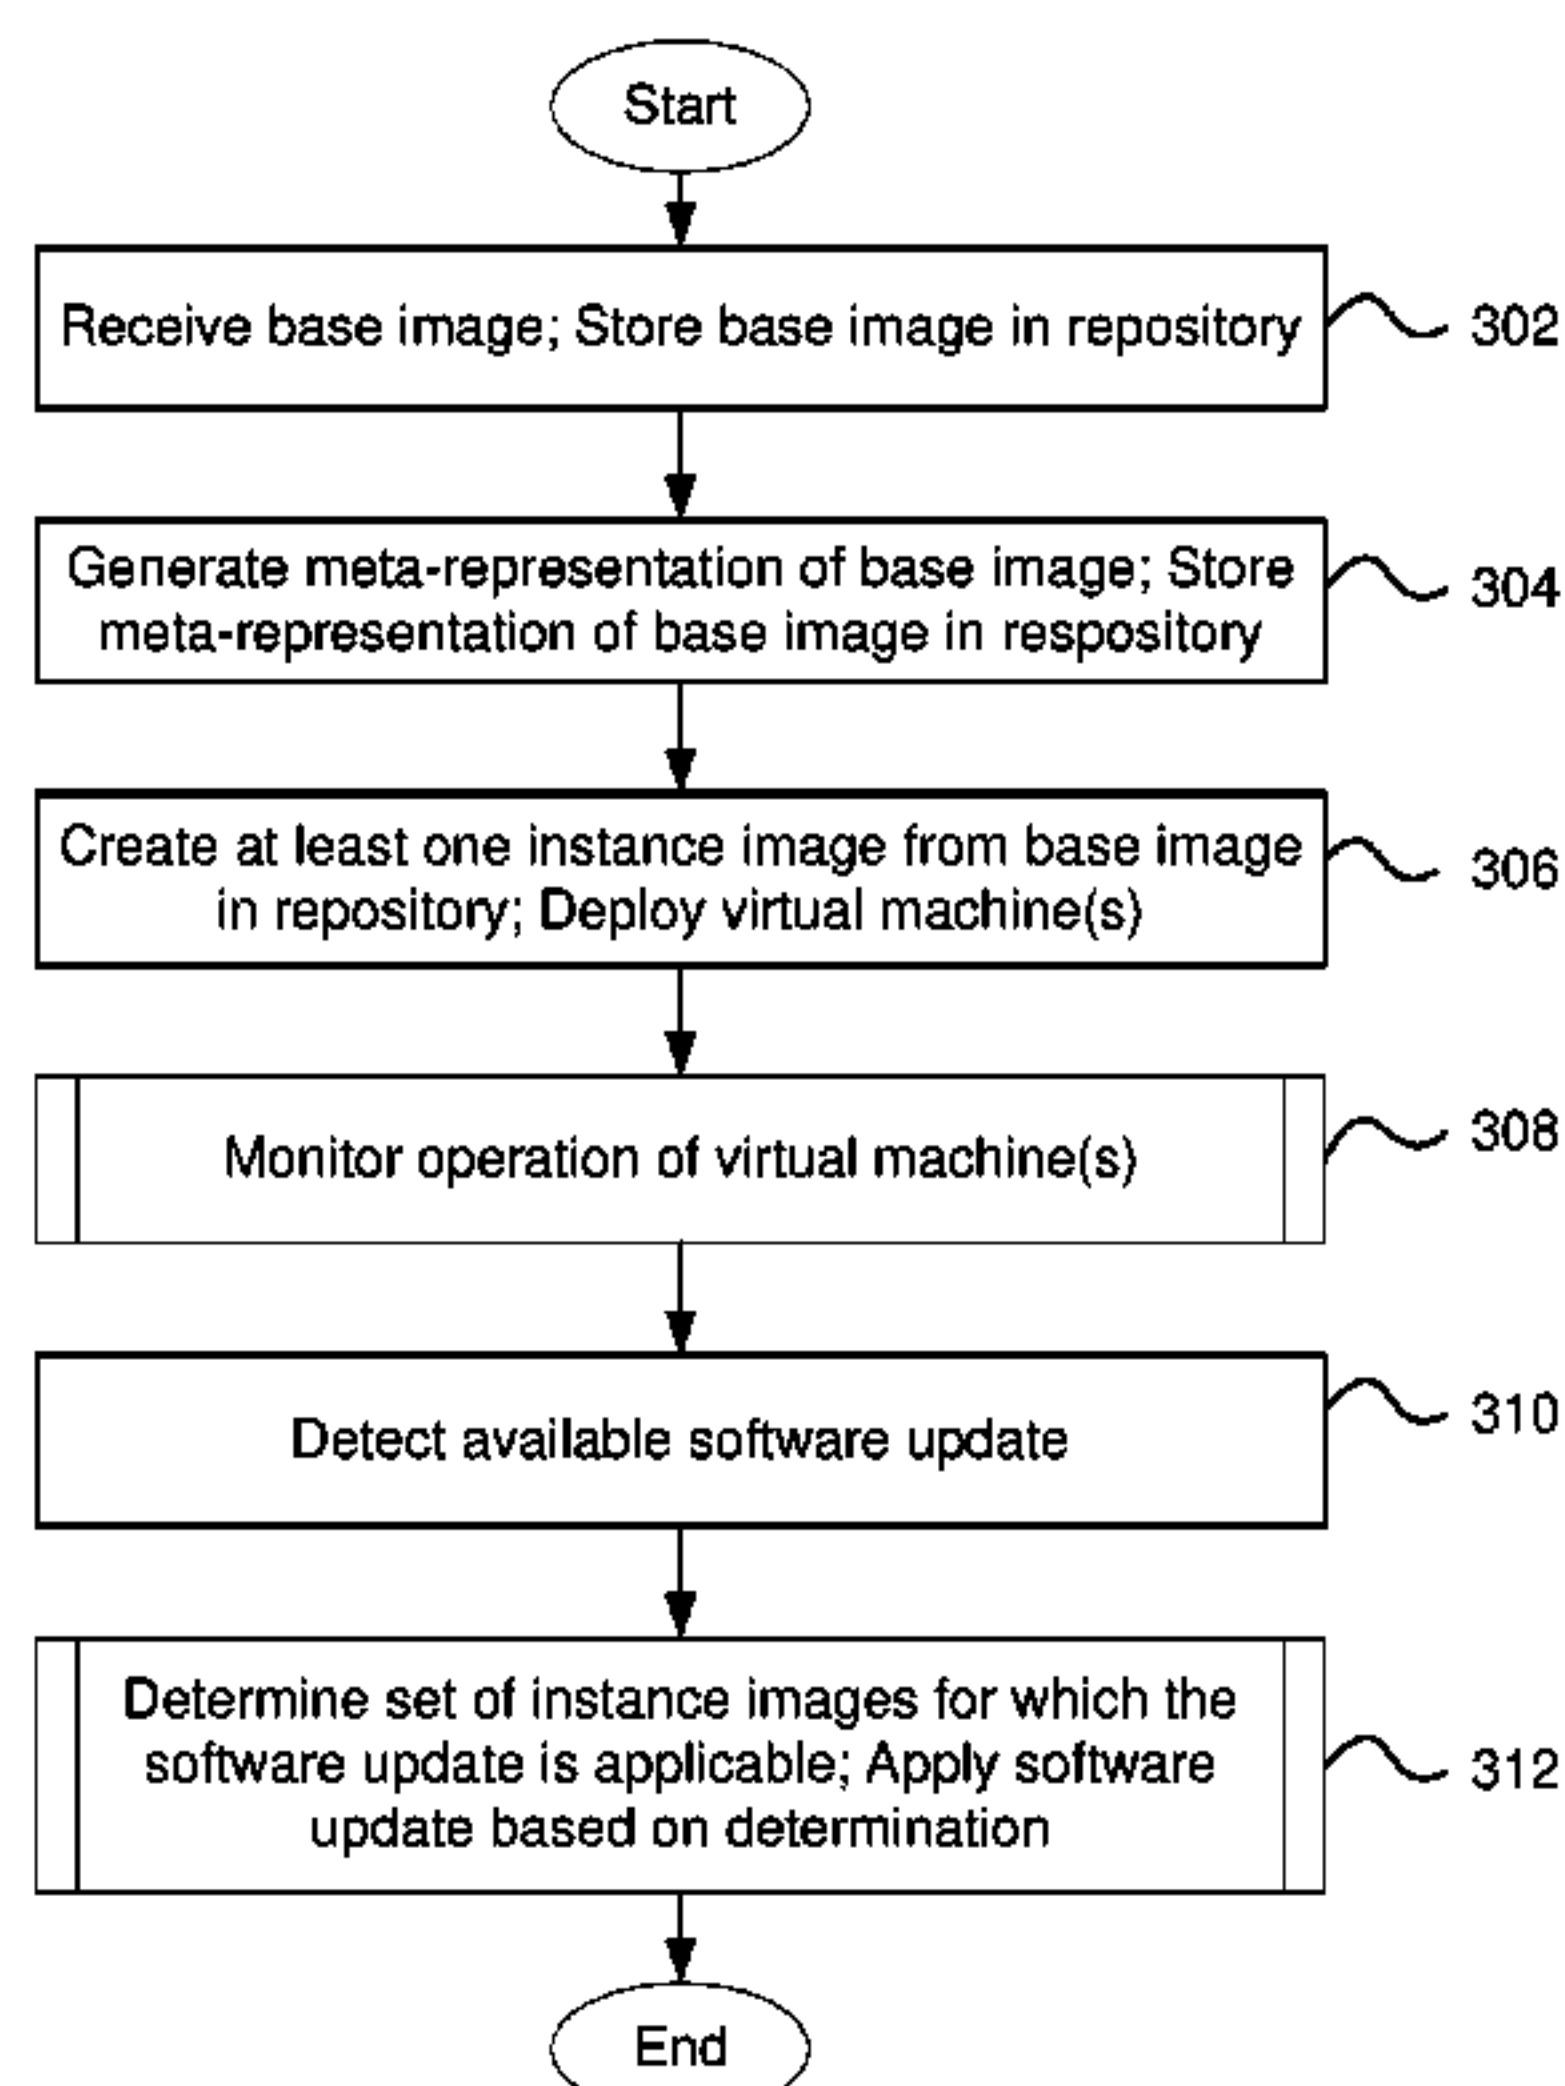 Start
Receive base image; Store base image in repository
302
Generate meta-representation of base image; Store
meta-representation of base image in respository
304
Create at least one instance image from base image
in repository; Deploy virtual machine(s)
306
Monitor operation of virtual machine(s)
308
Detect available software update
310
Determine set of instance images for which the
software update is applicable; Apply software
update based on determination
312
End